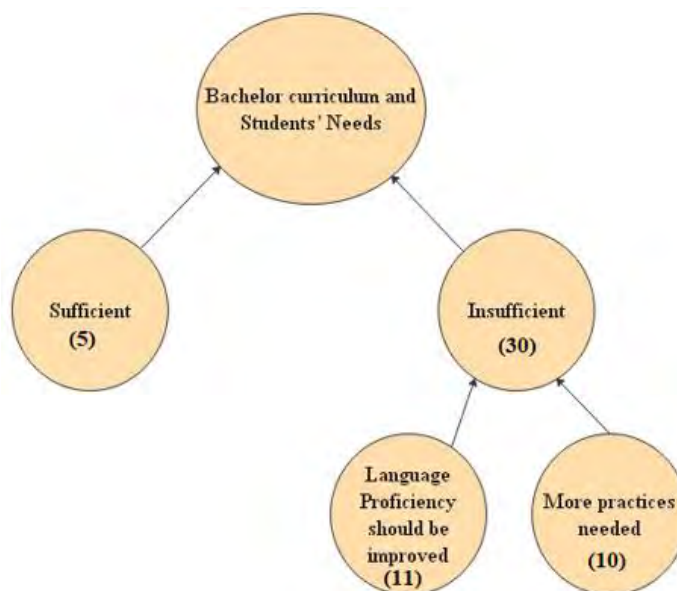 Bachelor curriculum and
Students' Needs
Sufficient
(5)
Insufficient
(30)
Language
Proficiency
should be
improved
(11)
More practices
needed
(10)